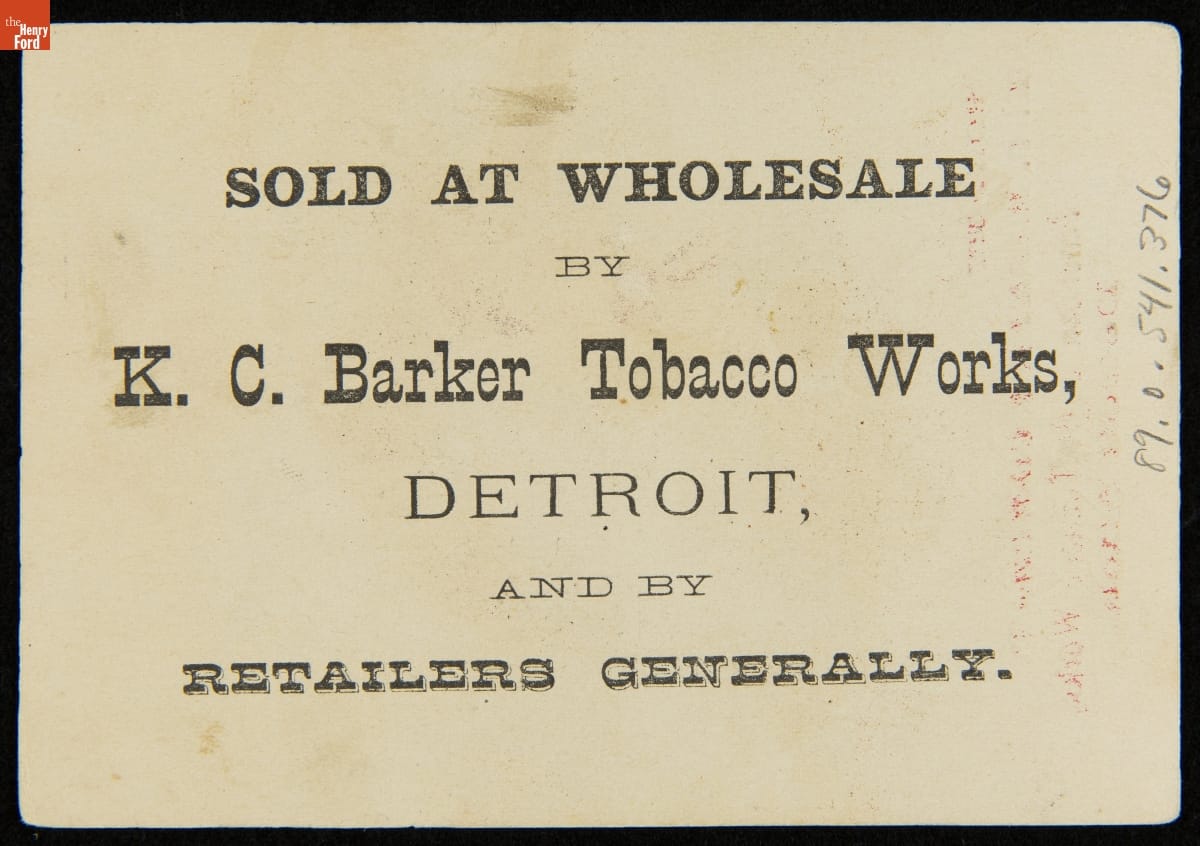 the
Henry
Ford
SOLD AT WHOLESALE
BY
K. C. Barker Tobacco Works,
DETROIT,
AND BY
RETAILERS GENERALLY.
89.0.541.376